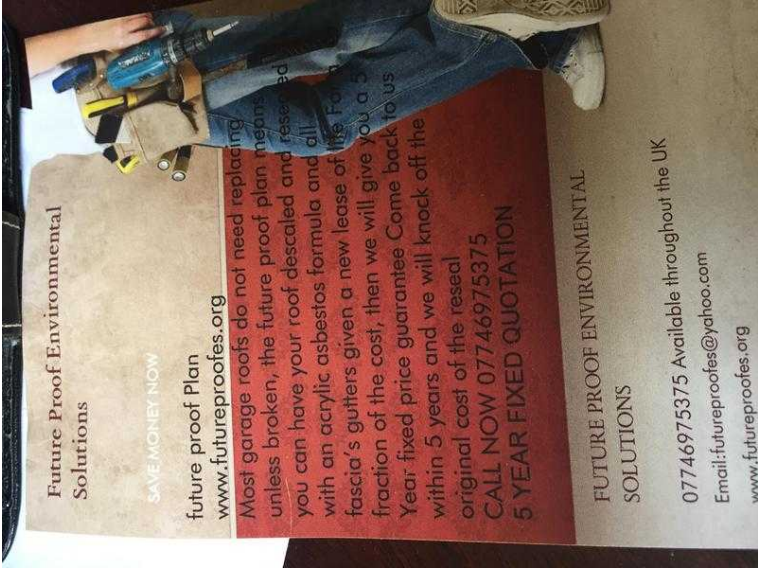 Future Proof Environmental
Solutions
SAVE MONEY NOW
future proof Plan
www.futureproofes.org
Most garage roofs do not need replacing
unless broken, the future proof plan means
you can have your roof descaled and resealed
with an acrylic asbestos formula and all
fascia's gutters given a new lease of life For a
fraction of the cost, then we will give you a 5
Year fixed price guarantee Come back to us
within 5 years and we will knock off the
original cost of the reseal
CALL NOW 07746975375
5 YEAR FIXED QUOTATION
FUTURE PROOF ENVIRONMENTAL
SOLUTIONS
07746975375 Available throughout the UK
Email:futureproofes@yahoo.com
www.futureproofes.org